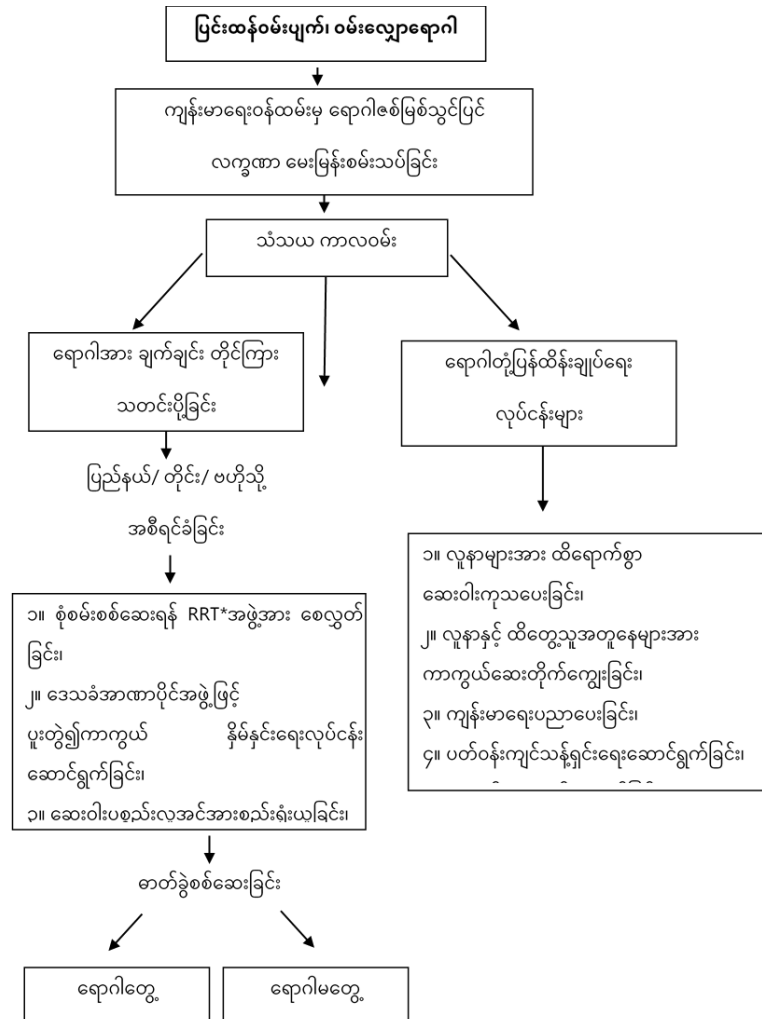 ပြင်းထန်ဝမ်းပျက်၊ ဝမ်းလျှောရောဂါ
ကျန်းမာရေးဝန်ထမ်းမှ ရောဂါဇစ်မြစ်သွင်ပြင်
လက္ခဏာ မေးမြန်းစမ်းသပ်ခြင်း
သံသယ ကာလဝမ်း
ရောဂါအား ချက်ချင်း တိုင်ကြား
သတင်းပို့ခြင်း
ပြည်နယ်/ တိုင်း/ ဗဟိုသို့
အစီရင်ခံခြင်း
၁။ စုံစမ်းစစ်ဆေးရန် RRT*အဖွဲ့အား စေလွှတ်
ခြင်း၊
၂။ ဒေသခံအာဏာပိုင်အဖွဲ့ဖြင့်
ပူးတွဲ၍ကာကွယ် နှိမ်နှင်းရေးလုပ်ငန်း
ဆောင်ရွက်ခြင်း၊
၃။ ဆေးဝါးပစ္စည်းလူအင်အားစည်းရုံးယူခြင်း၊
ဓာတ်ခွဲစစ်ဆေးခြင်း
ရောဂါတွေ့
ရောဂါမတွေ့
ရောဂါတုံ့ပြန်ထိန်းချုပ်ရေး
လုပ်ငန်းများ
၁။ လူနာများအား ထိရောက်စွာ
ဆေးဝါးကုသပေးခြင်း၊
၂။ လူနာနှင့် ထိတွေ့သူအတူနေများအား
ကာကွယ်ဆေးတိုက်ကျွေးခြင်း၊
၃။ ကျန်းမာရေးပညာပေးခြင်း၊
၄။ ပတ်ဝန်းကျင်သန့်ရှင်းရေးဆောင်ရွက်ခြင်း၊